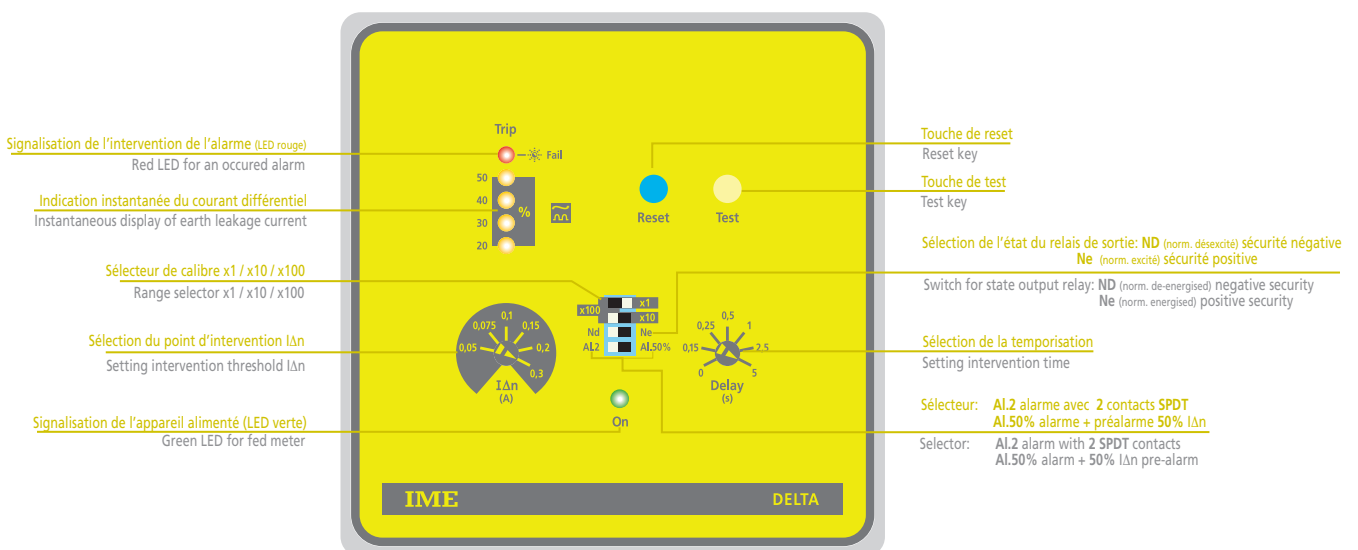 Signalisation de l'intervention de l'alarme (LED rouge)
Red LED for an occured alarm
Indication instantanée du courant différentiel
Instantaneous display of earth leakage current
Sélecteur de calibre x1 / x10 / x100
Range selector x1 / x10 / x100
Sélection du point d'intervention I∆n
Setting intervention threshold I∆n
Signalisation de l'appareil alimenté (LED verte)
Green LED for fed meter
Trip
Fail
50
40
30
20
%
Reset
Test
x100
x1
x10
Nd
Ne
Al.2
Al.50%
0,05
0,075
0,1
0,15
0,2
0,3
I∆n
(A)
0
0,15
0,25
0,5
1
2.5
5
Delay
(s)
On
IME
DELTA
Touche de reset
Reset key
Touche de test
Test key
Sélection de l'état du relais de sortie: ND (norm. désexcité) sécurité négative
Ne (norm. excité) sécurité positive
Switch for state output relay: ND (norm. de-energised) negative security
Ne (norm. energised) positive security
Sélection de la temporisation
Setting intervention time
Sélecteur: Al.2 alarme avec 2 contacts SPDT
Al.50% alarme + préalarme 50% I∆n
Selector: Al.2 alarm with 2 SPDT contacts
Al.50% alarm + 50% I∆n pre-alarm